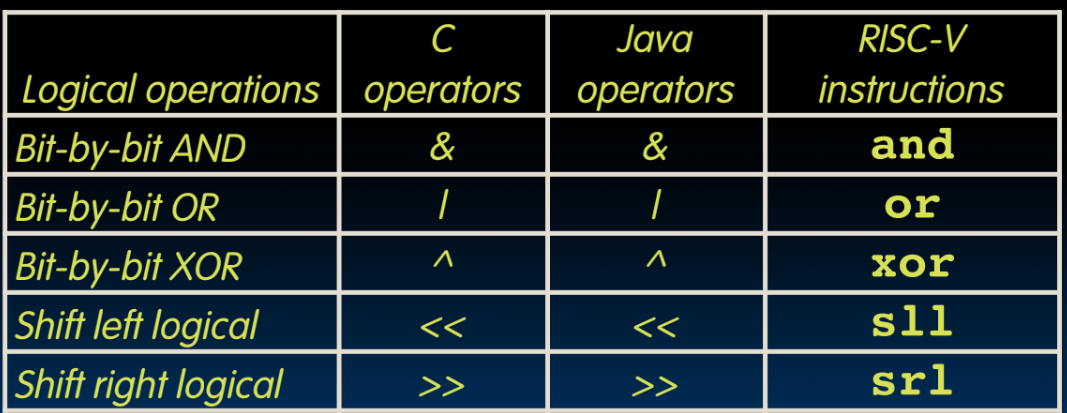 Logical operations C operators Java operators RISC-V instructions
Bit-by-bit AND & & and
Bit-by-bit OR | | or
Bit-by-bit XOR ^ ^ xor
Shift left logical << << sll
Shift right logical >> >> srl